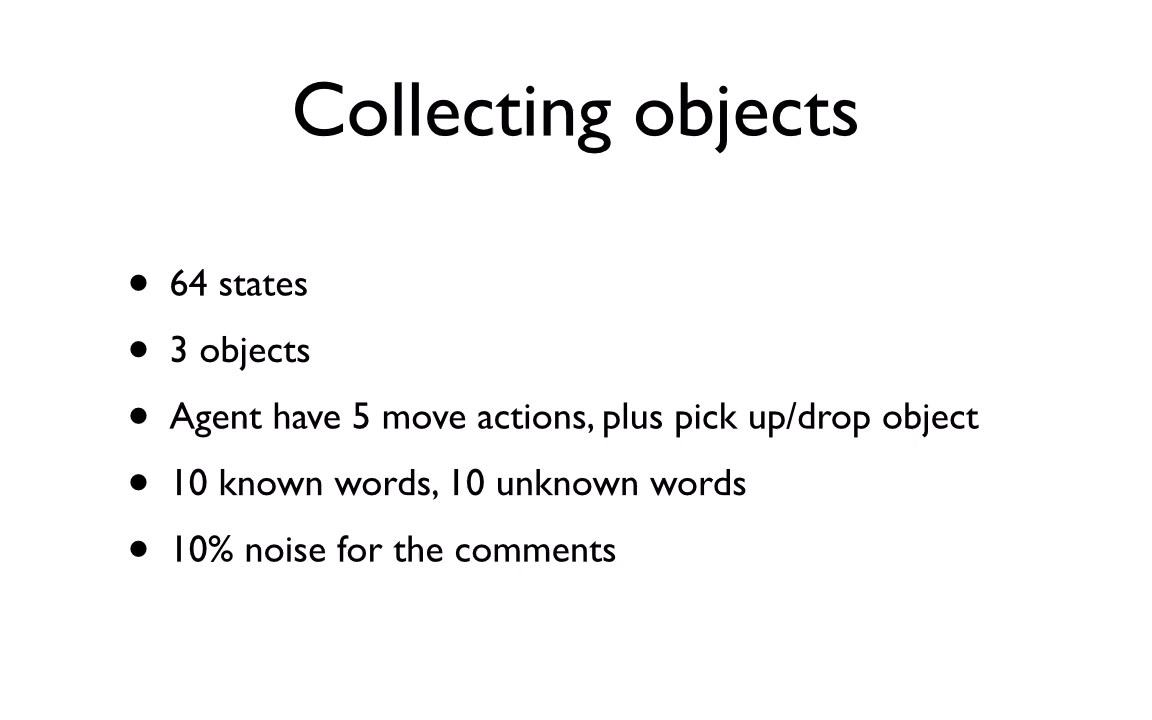 Collecting objects
• 64 states
• 3 objects
• Agent have 5 move actions, plus pick up/drop object
• 10 known words, 10 unknown words
• 10% noise for the comments